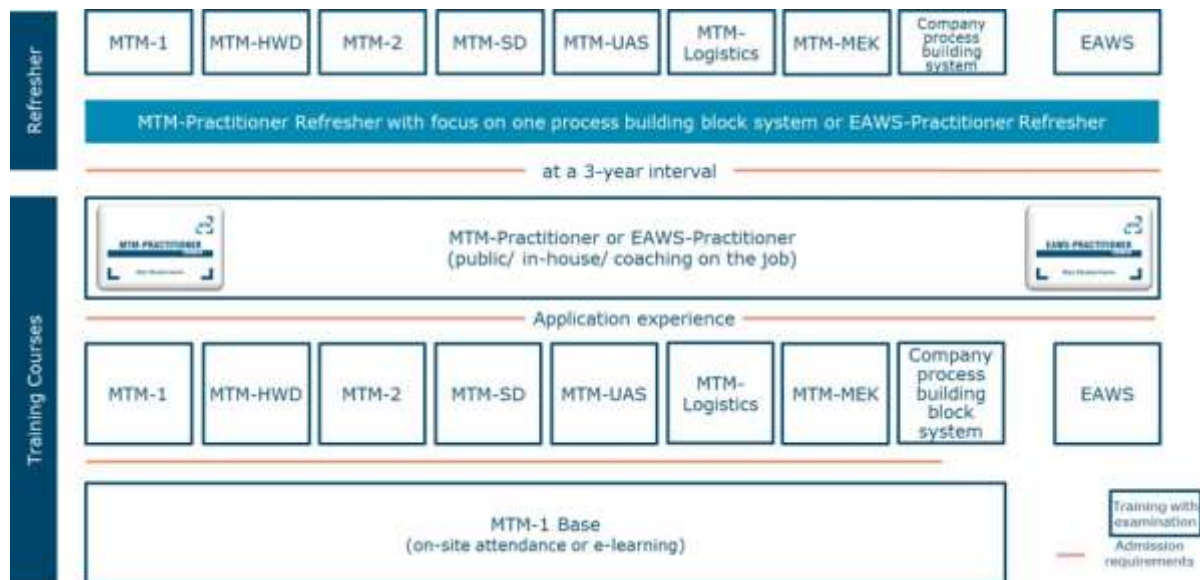 Refresher
MTM-1
MTM-HWD
MTM-2
MTM-SD
MTM-UAS
MTM-
Logistics
MTM-MEK
Company
process
building
system
EAWS
MTM-Practitioner Refresher with focus on one process building block system or EAWS-Practitioner Refresher
at a 3-year interval
Training Courses
MTM-PRACTITIONER
MTM-Practitioner or EAWS-Practitioner
(public/ in-house/ coaching on the job)
EAWS-PRACTITIONER
Application experience
MTM-1
MTM-HWD
MTM-2
MTM-SD
MTM-UAS
MTM-
Logistics
MTM-MEK
Company
process
building
block
system
EAWS
MTM-1 Base
(on-site attendance or e-learning)
Training with
examination
Admission
requirements